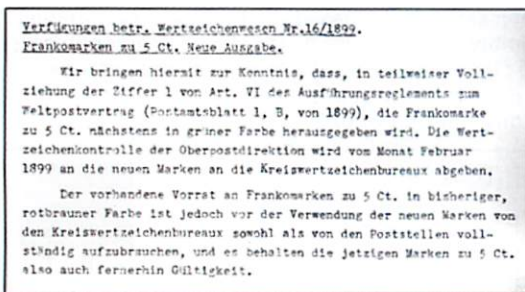 Verfügungen betr. Wertzeichenwesen Nr.16/1899.
Frankomarken zu 5 Ct. Neue Ausgabe.
Wir bringen hiermit zur Kenntnis, dass, in teilweiser Voll-
ziehung der Ziffer 1 von Art. VI des Ausführungsreglements zum
Weltpostvertrag (Postamtsblatt 1, B, von 1899), die Frankomarke
zu 5 Ct. nächstens in grüner Farbe herausgegeben wird. Die Wert-
zeichenkontrolle der Oberpostdirektion wird vom Monat Februar
1899 an die neuen Marken an die Kreiswertzeichenbureaux abgeben.
Der vorhandene Vorrat an Frankomarken zu 5 Ct. in bisheriger,
rotbrauner Farbe ist jedoch vor der Verwendung der neuen Marken von
den Kreiswertzeichenbureaux sowohl als von den Poststellen voll-
ständig aufzubrauchen, und es behalten die jetzigen Marken zu 5 Ct.
also auch fernerhin Gültigkeit.